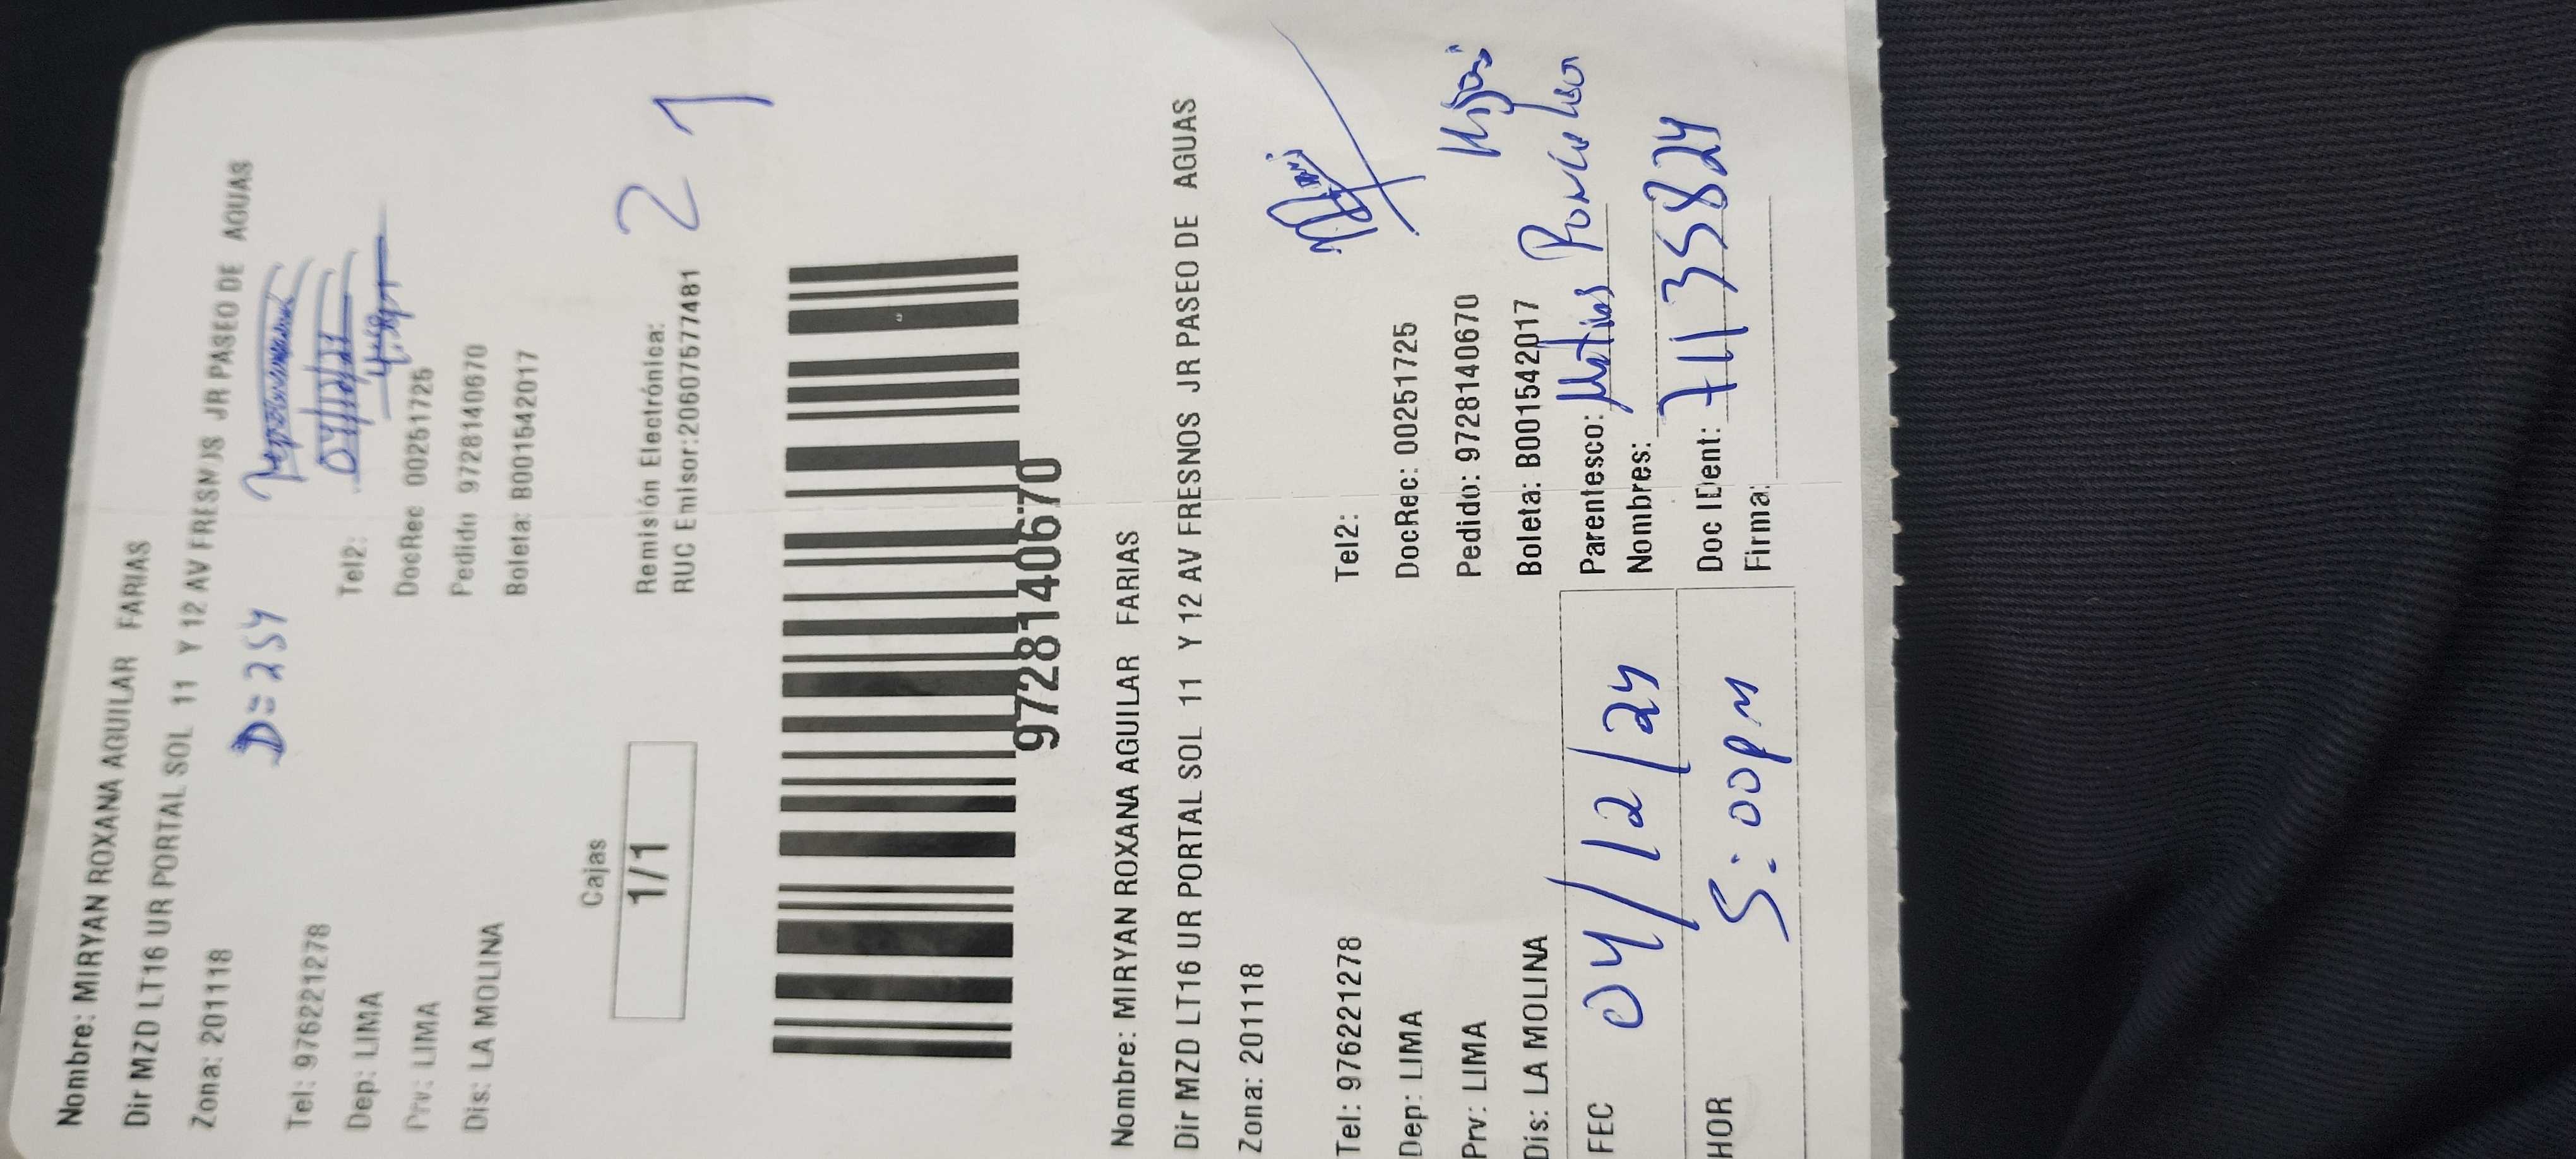 Nombre: MIRYAN ROXANA AGUILAR FARIAS
Dir MZD LT16 UR PORTAL SOL 11 Y 12 AV FRESNOS JR PASEO DE AGUAS
Zona: 201118
D=254
04/12/24
Tel: 976221278 Tel2:
Dep: LIMA DocRec 00251725
Prv: LIMA Pedido 9728140670
Dis: LA MOLINA Boleta: B001542017
Cajas
1/1
Remisión Electrónica:
RUC Emisor:20607577481
21
9728140670
Nombre: MIRYAN ROXANA AGUILAR FARIAS
Dir MZD LT16 UR PORTAL SOL 11 Y 12 AV FRESNOS JR PASEO DE AGUAS
Zona: 201118
Tel: 976221278 Tel2:
Dep: LIMA DocRec: 00251725
Prv: LIMA Pedido: 9728140670
Dis: LA MOLINA Boleta: B001542017
FEC 04/12/24 Parentesco: Matias
Nombres:
HOR 5:00pm Doc IDent: 71135824
Firma: